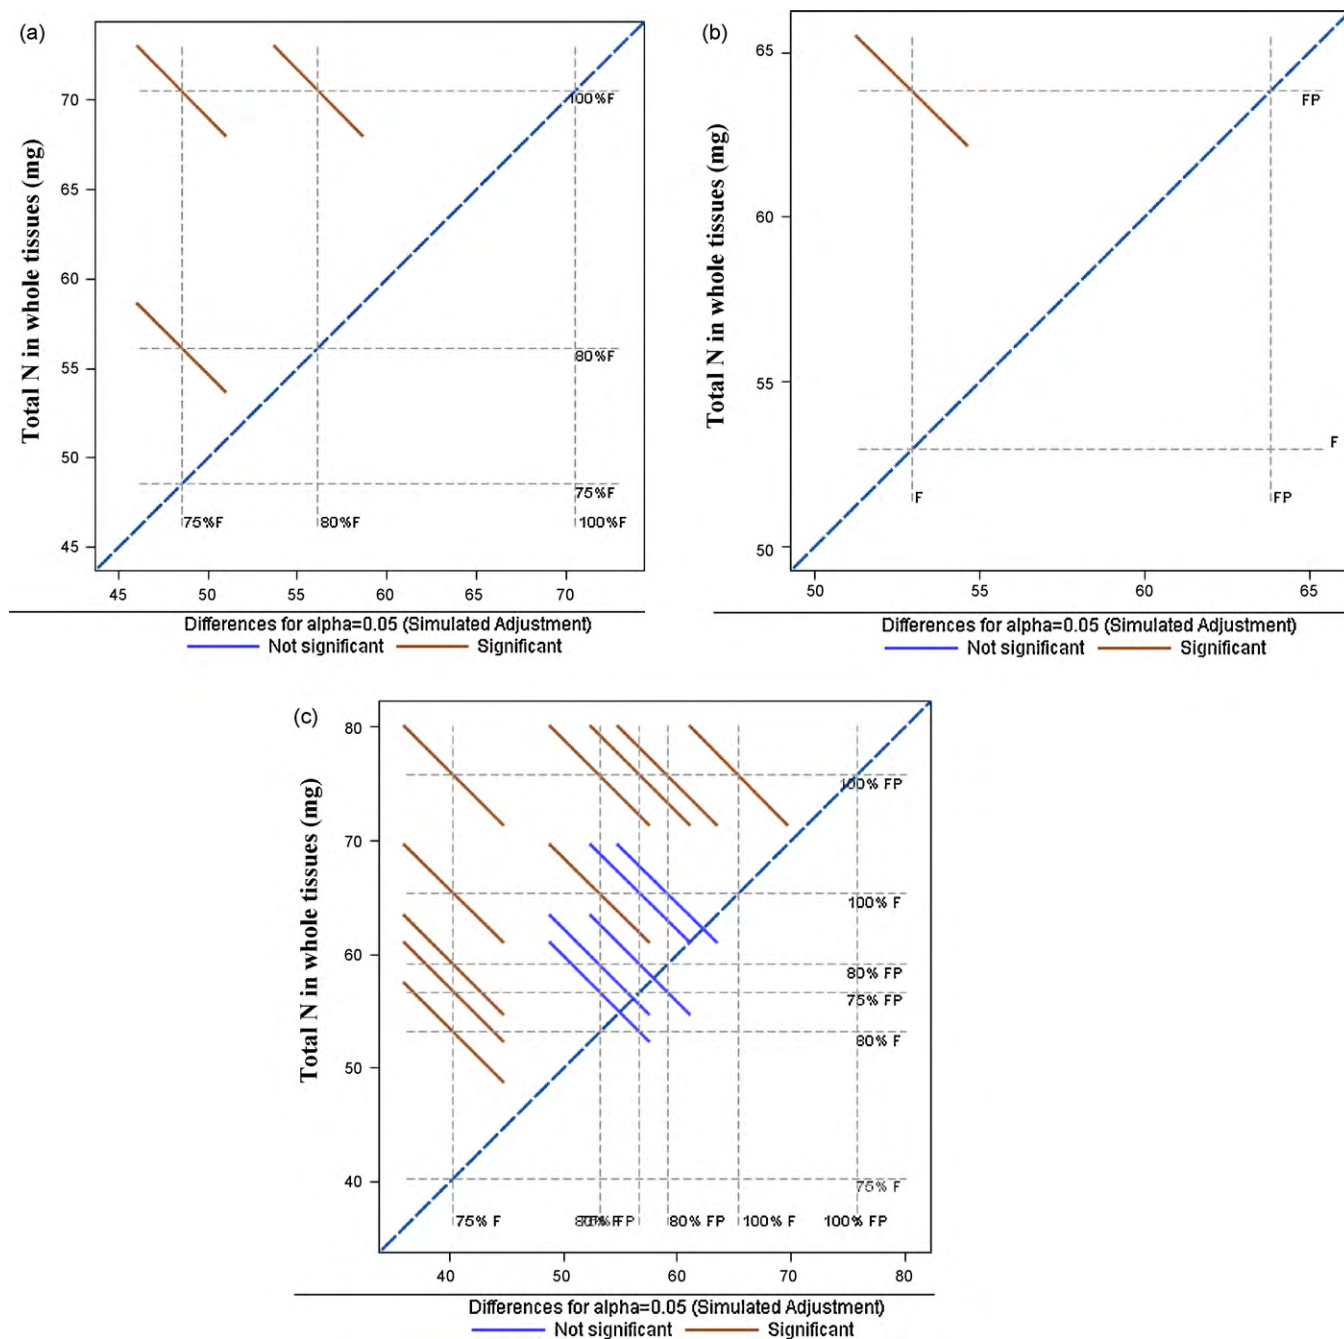 (a)
Total N in whole tissues (mg)
70
65
60
55
50
45
100%F
80%F
75%F
75%F 80%F 100%F
45 50 55 60 65 70
Differences for alpha=0.05 (Simulated Adjustment)
Not significant Significant
(b)
Total N in whole tissues (mg)
65
60
55
50
FP
F
F FP
50 55 60 65
Differences for alpha=0.05 (Simulated Adjustment)
Not significant Significant
(c)
Total N in whole tissues (mg)
80
70
60
50
40
100% FP
100% F
80% FP
75% FP
80% F
75% F
75% F 80% FP 100% F 100% FP
40 50 60 70 80
Differences for alpha=0.05 (Simulated Adjustment)
Not significant Significant